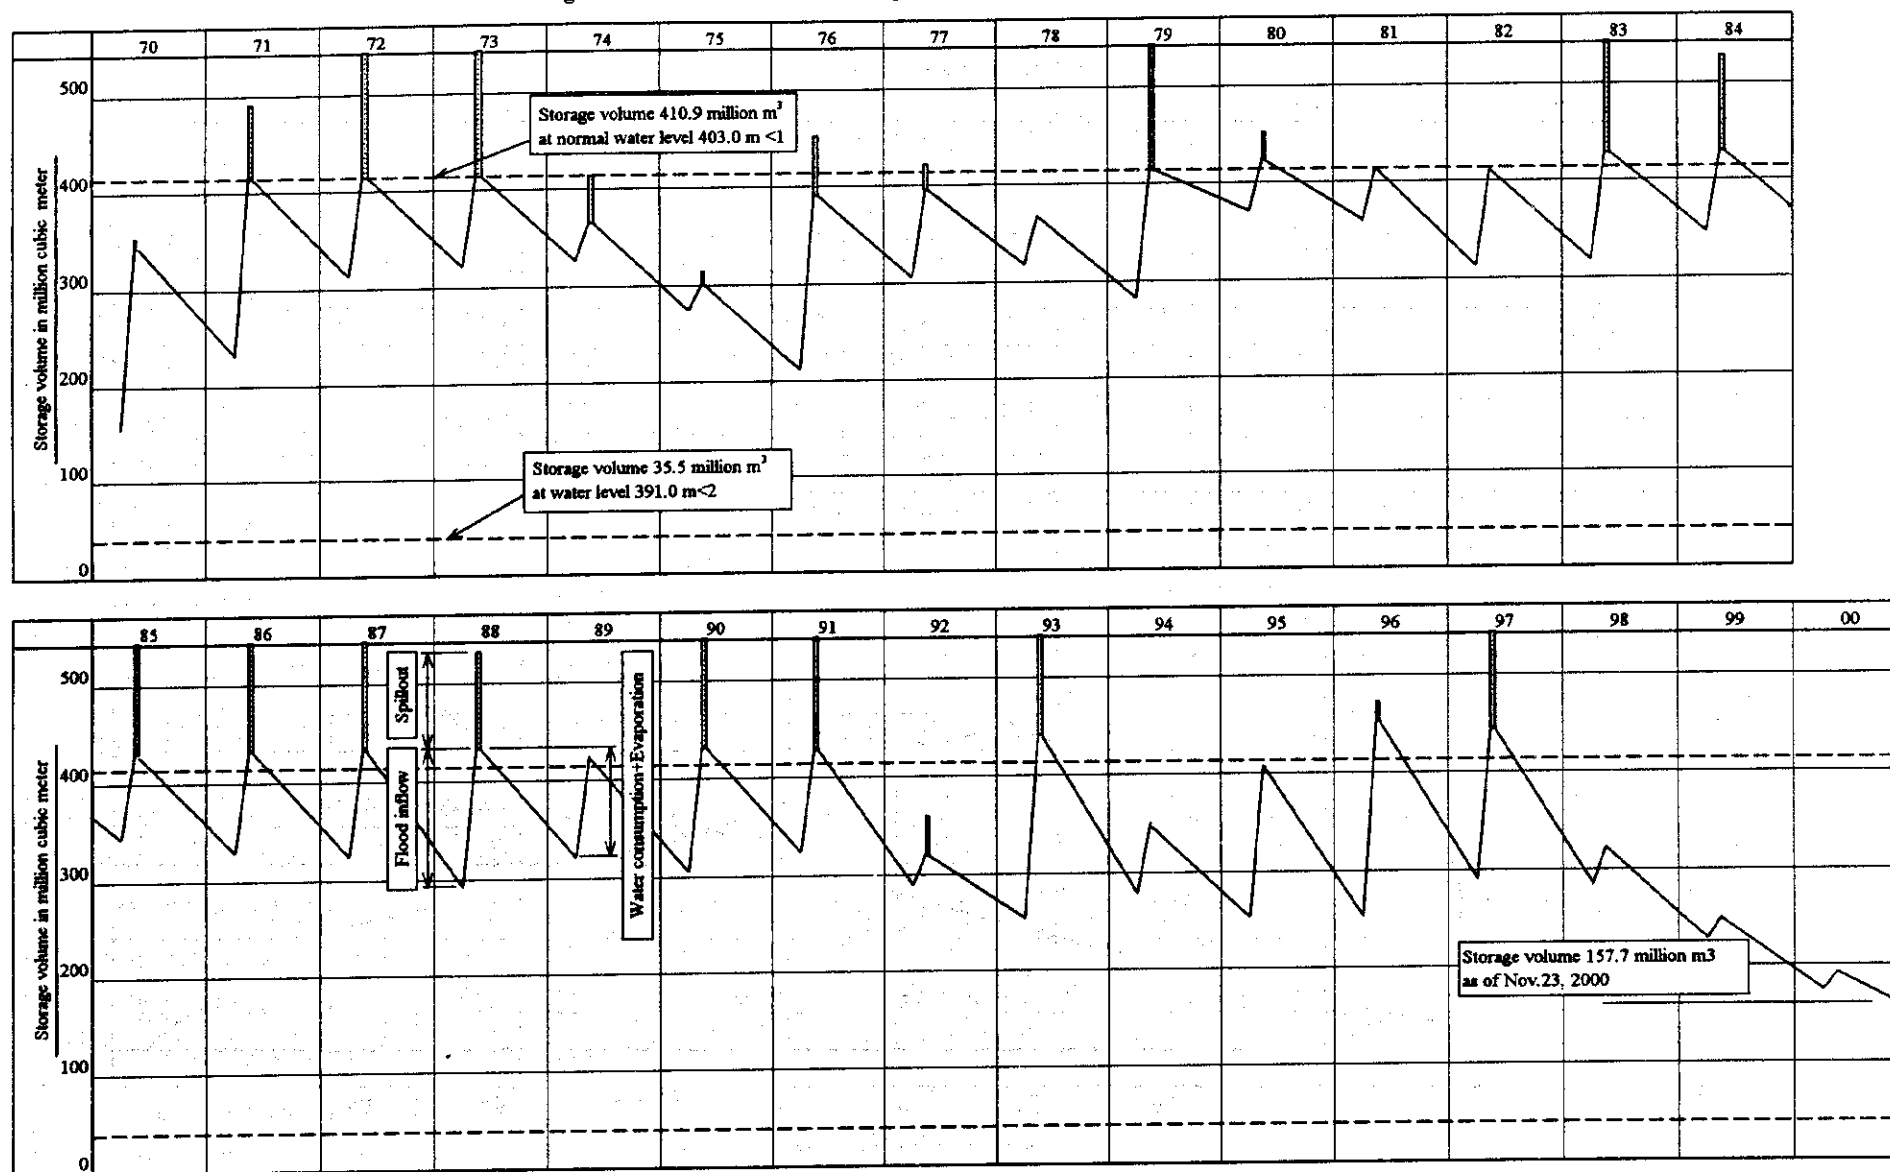 70 71 72 73 74 75 76 77 78 79 80 81 82 83 84
500
400
300
200
100
0
Storage volume in million cubic meter
Storage volume 410.9 million m³
at normal water level 403.0 m <1
Storage volume 35.5 million m³
at water level 391.0 m<2
85 86 87 88 89 90 91 92 93 94 95 96 97 98 99 00
500
400
300
200
100
0
Storage volume in million cubic meter
Spillout
Flood inflow
Water consumption+Evaporation
Storage volume 157.7 million m3
as of Nov.23, 2000